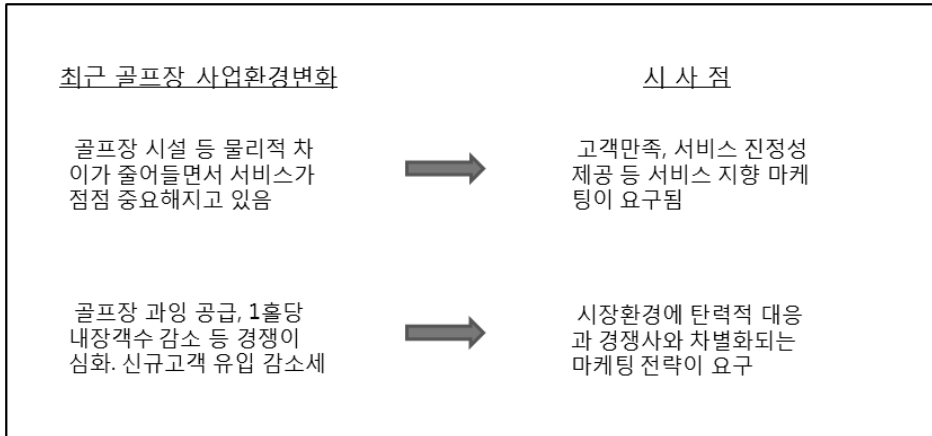 최근 골프장 사업환경변화
시 사 점
골프장 시설 등 물리적 차
이가 줄어들면서 서비스가
점점 중요해지고 있음
고객만족, 서비스 진정성
제공 등 서비스 지향 마케
팅이 요구됨
골프장 과잉 공급, 1홀당
내장객수 감소 등 경쟁이
심화. 신규고객 유입 감소세
시장환경에 탄력적 대응
과 경쟁사와 차별화되는
마케팅 전략이 요구